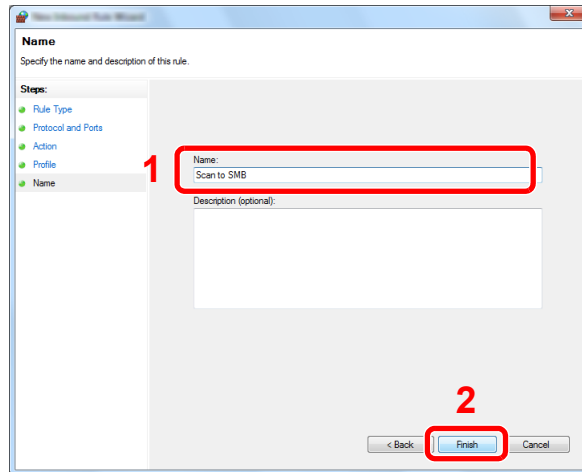 Name
Specify the name and description of this rule.
Steps:
Rule Type
Protocol and Ports
Action
Profile
Name
1
Name:
Scan to SMB
Description (optional):
2
< Back
Finish
Cancel